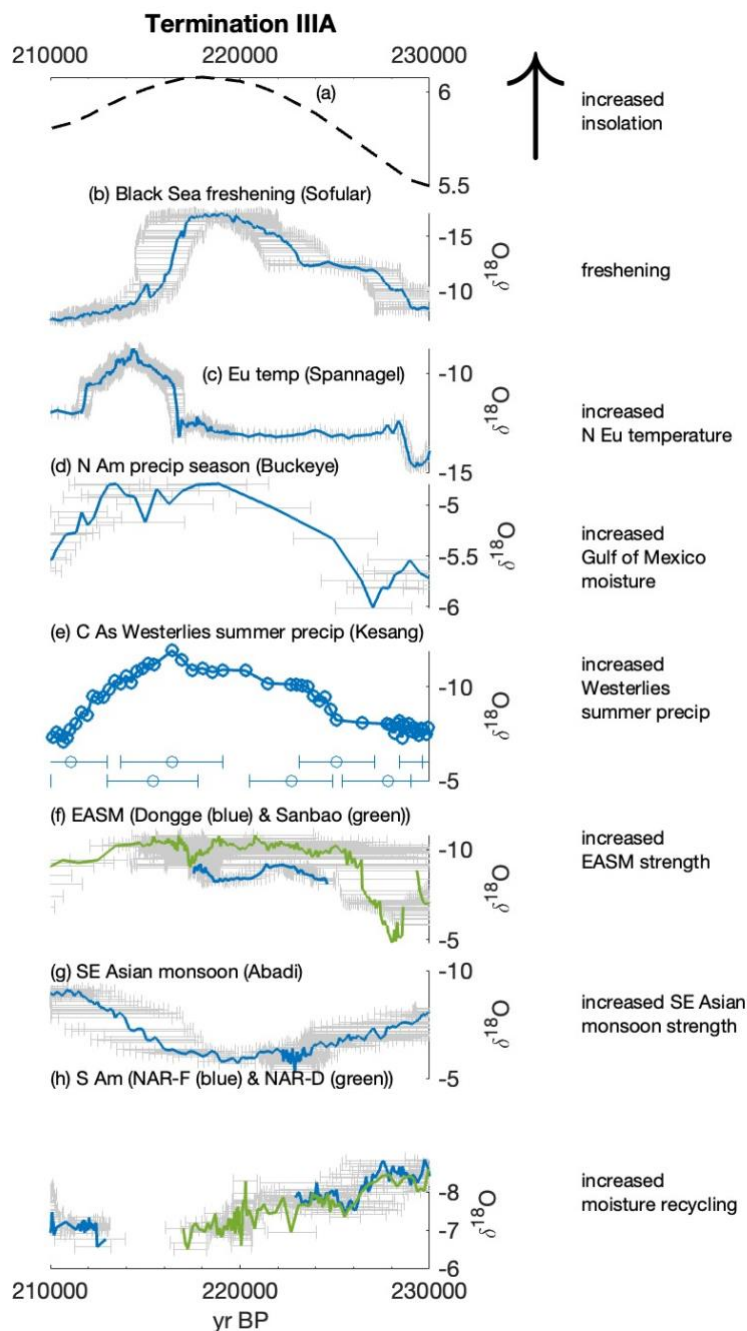 Termination IIIA
210000 220000 230000
(a)
6
5.5
increased
insolation
(b) Black Sea freshening (Sofular)
-15
-10
δ18O
freshening
(c) Eu temp (Spannagel)
-10
-15
δ18O
increased
N Eu temperature
(d) N Am precip season (Buckeye)
-5
-5.5
-6
δ18O
increased
Gulf of Mexico
moisture
(e) C As Westerlies summer precip (Kesang)
-10
-5
δ18O
increased
Westerlies
summer precip
(f) EASM (Dongge (blue) & Sanbao (green))
-10
-5
δ18O
increased
EASM strength
(g) SE Asian monsoon (Abadi)
-10
-5
δ18O
increased SE Asian
monsoon strength
(h) S Am (NAR-F (blue) & NAR-D (green))
-8
-7
-6
δ18O
increased
moisture recycling
210000 220000 230000
yr BP